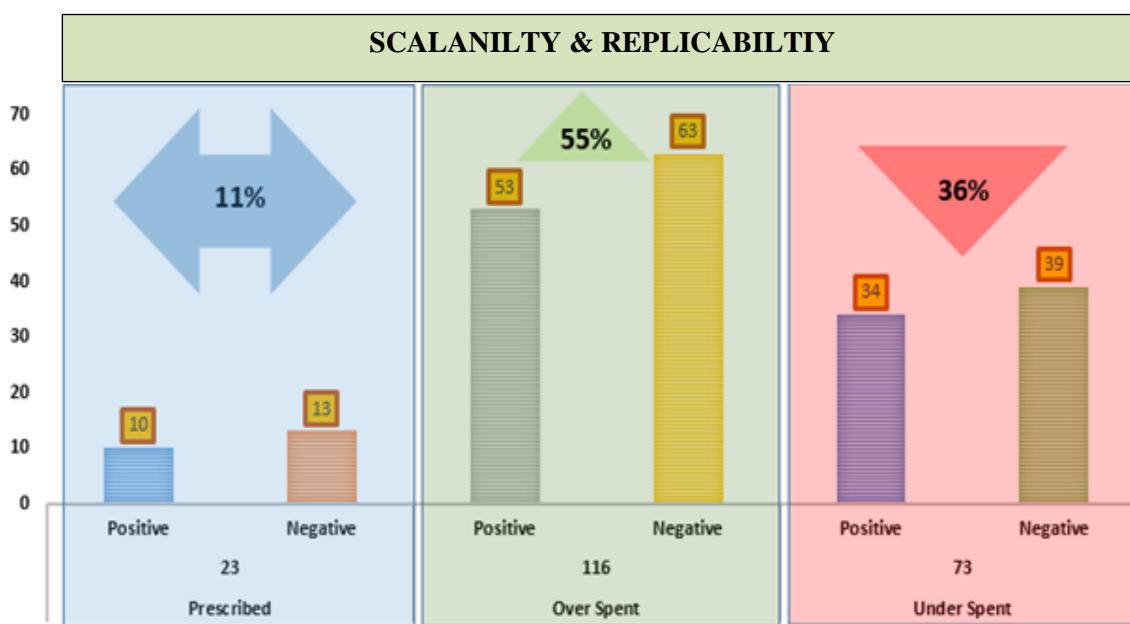 SCALANILTY & REPLICABILTIY
70
60
50
40
30
20
10
0
11%
10
13
Positive
Negative
23
Prescribed
55%
53
63
Positive
Negative
116
Over Spent
36%
34
39
Positive
Negative
73
Under Spent